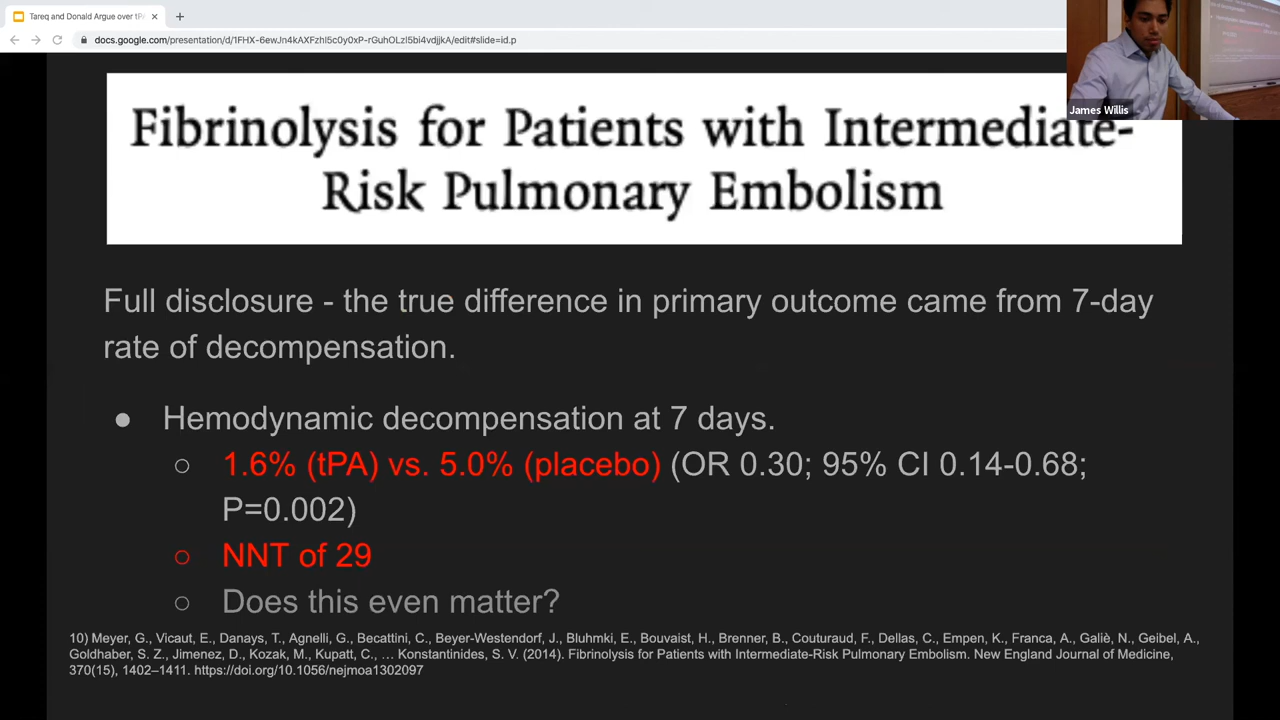 Tareq and Donald Argue over tP
docs.google.com/presentation/d/1FHX-6ewJn4kAXFzhI5c0y0xP-rGuhOLzI5bi4vdjjkA/edit#slide=id.p
James Willis
Fibrinolysis for Patients with Intermediate-
Risk Pulmonary Embolism
Full disclosure - the true difference in primary outcome came from 7-day
rate of decompensation.
● Hemodynamic decompensation at 7 days.
○ 1.6% (tPA) vs. 5.0% (placebo) (OR 0.30; 95% CI 0.14-0.68;
P=0.002)
○ NNT of 29
○ Does this even matter?
10) Meyer, G., Vicaut, E., Danays, T., Agnelli, G., Becattini, C., Beyer-Westendorf, J., Bluhmki, E., Bouvaist, H., Brenner, B., Couturaud, F., Dellas, C., Empen, K., Franca, A., Galiè, N., Geibel, A.,
Goldhaber, S. Z., Jimenez, D., Kozak, M., Kupatt, C., … Konstantinides, S. V. (2014). Fibrinolysis for Patients with Intermediate-Risk Pulmonary Embolism. New England Journal of Medicine,
370(15), 1402–1411. https://doi.org/10.1056/nejmoa1302097